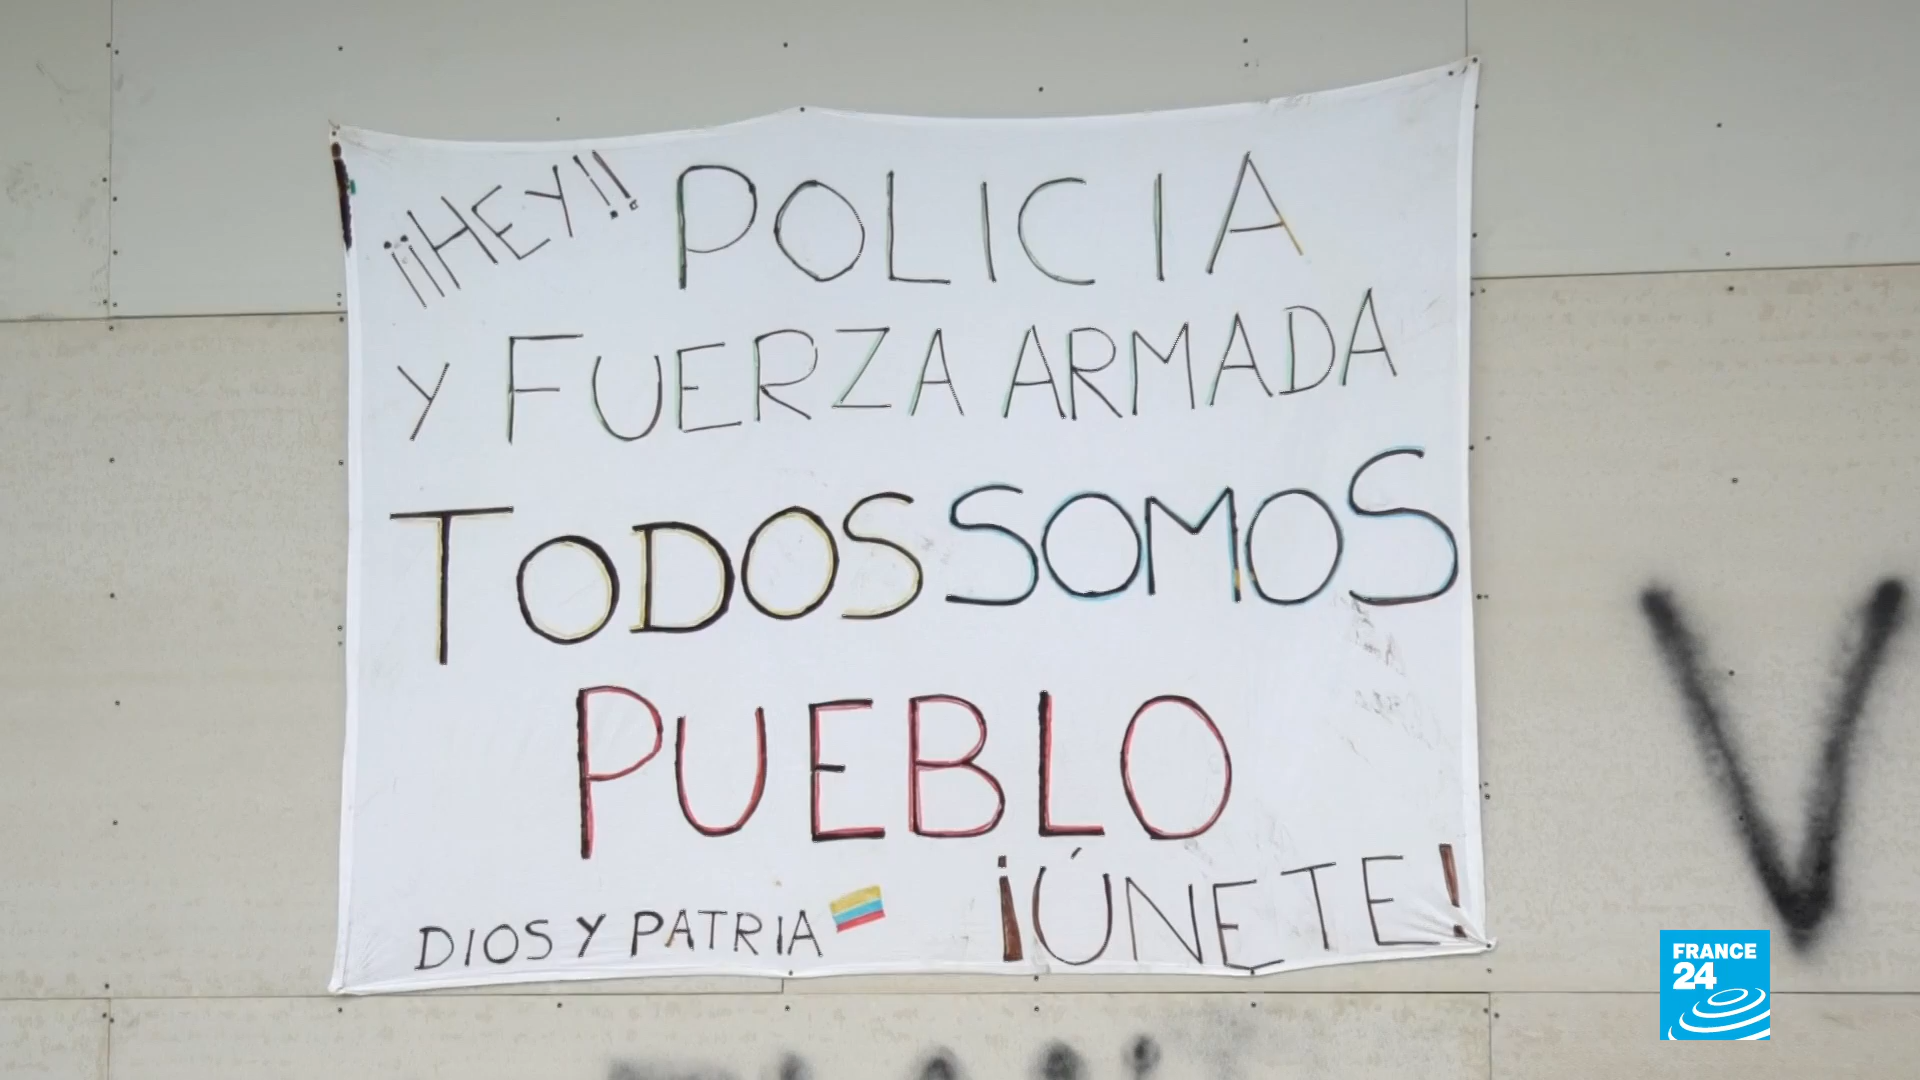 ¡¡HEY!! POLICIA
Y FUERZA ARMADA
TODOS SOMOS
PUEBLO
DIOS Y PATRIA ¡ÚNETE!
V
FRANCE
24